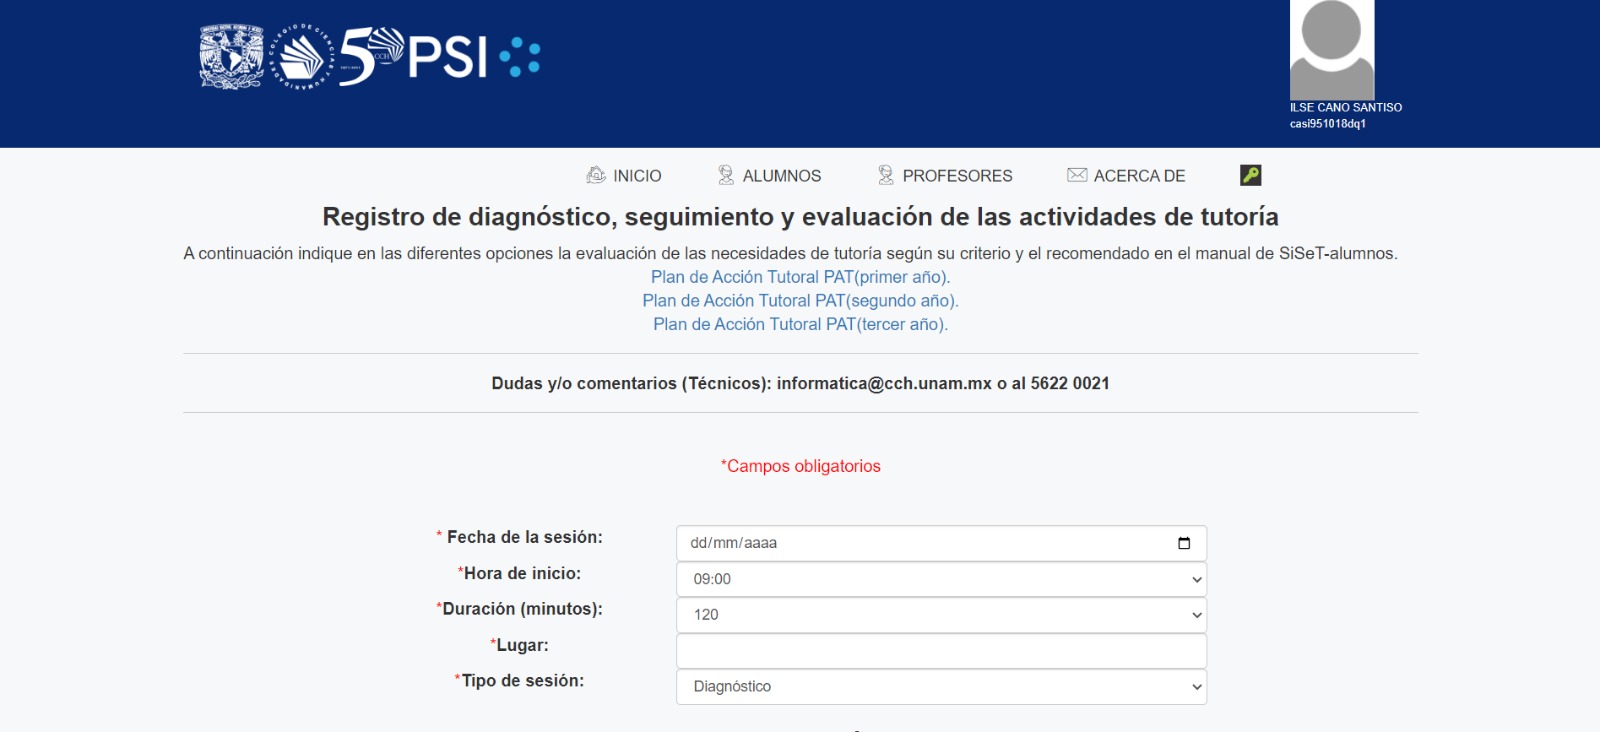 50 PSI
CCH
ILSE CANO SANTISO
casi951018dq1
INICIO
ALUMNOS
PROFESORES
ACERCA DE
Registro de diagnóstico, seguimiento y evaluación de las actividades de tutoría
A continuación indique en las diferentes opciones la evaluación de las necesidades de tutoría según su criterio y el recomendado en el manual de SiSeT-alumnos.
Plan de Acción Tutoral PAT(primer año).
Plan de Acción Tutoral PAT(segundo año).
Plan de Acción Tutoral PAT(tercer año).
Dudas y/o comentarios (Técnicos): informatica@cch.unam.mx o al 5622 0021
*Campos obligatorios
* Fecha de la sesión: dd/mm/aaaa
*Hora de inicio: 09:00
*Duración (minutos): 120
*Lugar:
*Tipo de sesión: Diagnóstico